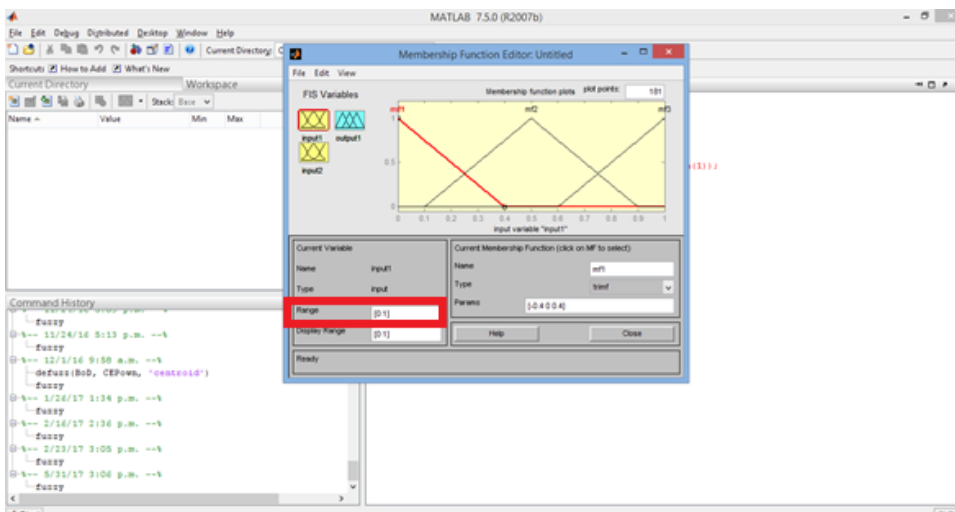 MATLAB 7.5.0 (R2007b)
File Edit Debug Distributed Desktop Window Help
Current Directory:
Shortcuts How to Add What's New
Current Directory Workspace
Stack: Base
Name Value Min Max
Command History
fuzzy
%-- 11/24/16 5:13 p.m. --%
fuzzy
%-- 12/1/16 9:58 a.m. --%
defuzz(BoD, CEPown, 'centroid')
fuzzy
%-- 1/26/17 1:34 p.m. --%
fuzzy
%-- 2/16/17 2:36 p.m. --%
fuzzy
%-- 2/23/17 3:05 p.m. --%
fuzzy
%-- 5/31/17 3:06 p.m. --%
fuzzy
Membership Function Editor: Untitled
File Edit View
FIS Variables
input1 output1
input2
Membership function plots plot points: 181
mf1 mf2 mf3
1
0.5
0
0 0.1 0.2 0.3 0.4 0.5 0.6 0.7 0.8 0.9 1
input variable "input1"
Current Variable
Name input1
Type input
Range [0 1]
Display Range [0 1]
Current Membership Function (click on MF to select)
Name mf1
Type trimf
Params [-0.4 0 0.4]
Help Close
Ready
(1));